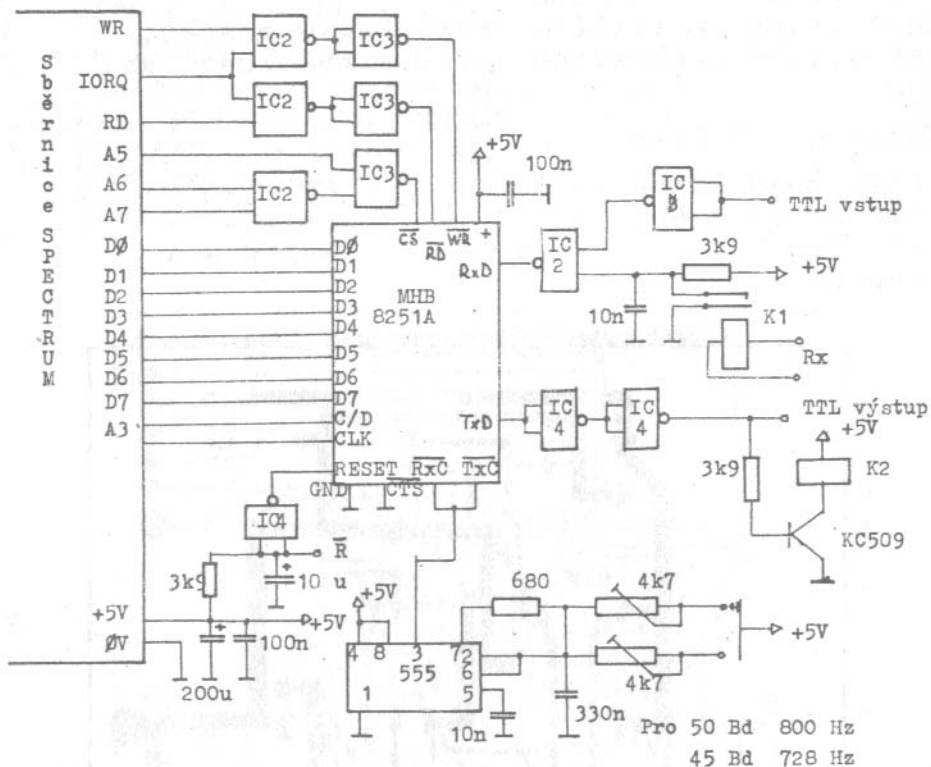 Sběrnice SPECTRUM
WR
IORQ
RD
A5
A6
A7
DØ
D1
D2
D3
D4
D5
D6
D7
A3
+5V
ØV
IC2
IC3
IC2
IC3
IC2
IC3
+5V
100n
CS
RD
WR
+
RxD
MHB
8251A
DØ
D1
D2
D3
D4
D5
D6
D7
C/D
CLK
RESET
RxC
TxC
GND
CTS
TxD
IC
2
IC
3
TTL vstup
3k9
+5V
10n
K1
Rx
IC
4
IC
4
TTL výstup
+5V
3k9
K2
KC509
IC4
R
3k9
10 u
+5V
100n
200u
+5V
4
8
3
7
2
6
5
1
555
10n
680
4k7
4k7
+5V
330n
Pro 50 Bd 800 Hz
45 Bd 728 Hz